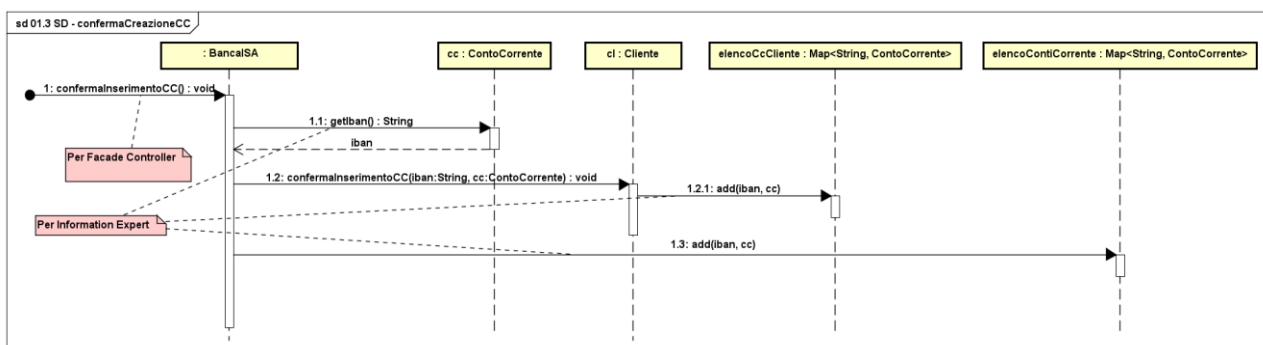 sd 01.3 SD - confermaCreazioneCC
: BancaISA
cc : ContoCorrente
cl : Cliente
elencoCcCliente : Map<String, ContoCorrente>
elencoContiCorrente : Map<String, ContoCorrente>
1: confermaInserimentoCC() : void
1.1: getIban() : String
iban
Per Facade Controller
1.2: confermaInserimentoCC(iban:String, cc:ContoCorrente) : void
1.2.1: add(iban, cc)
Per Information Expert
1.3: add(iban, cc)